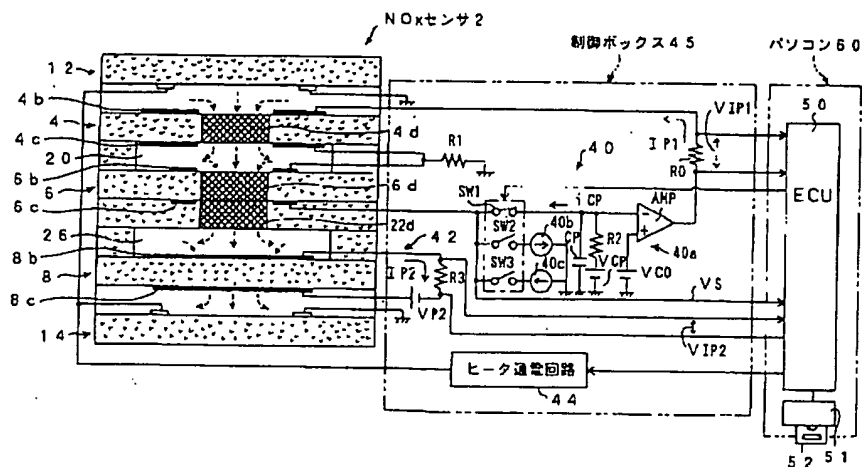 NOxセンサ2
制御ボックス45
パソコン60
12
4b
4
4c
20
6b
6
6c
26
8b
8
8c
14
4d
6d
22d
R1
40
SW1
SW2
SW3
40b
40c
iCP
CP
R2
VCP
AMP
40a
VC0
IP1
R0
VIP1
50
ECU
42
IP2
R3
VP2
VS
VIP2
ヒータ通電回路
44
52
51